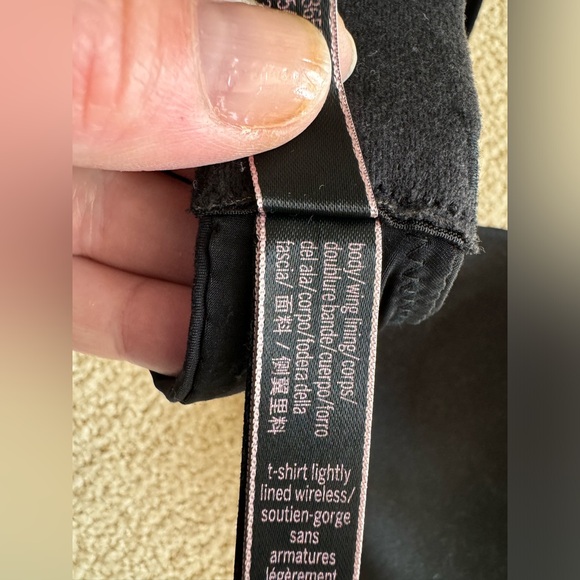 body/wing lining/corps/
doublure bande/cuerpo/forro
del ala/corpo/fodera della
fascia/ 面料 / 侧翼里料
t-shirt lightly
lined wireless/
soutien-gorge
sans
armatures
légèrement